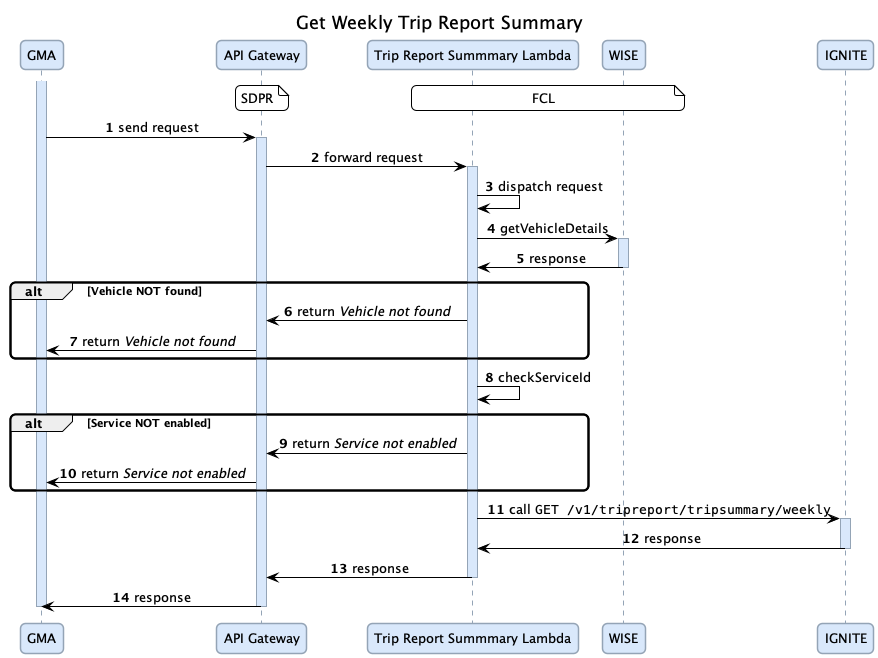 Get Weekly Trip Report Summary
GMA
API Gateway
Trip Report Summmary Lambda
WISE
IGNITE
SDPR
FCL
1 send request
2 forward request
3 dispatch request
4 getVehicleDetails
5 response
alt [Vehicle NOT found]
6 return Vehicle not found
7 return Vehicle not found
8 checkServiceId
alt [Service NOT enabled]
9 return Service not enabled
10 return Service not enabled
11 call GET /v1/tripreport/tripsummary/weekly
12 response
13 response
14 response
GMA
API Gateway
Trip Report Summmary Lambda
WISE
IGNITE